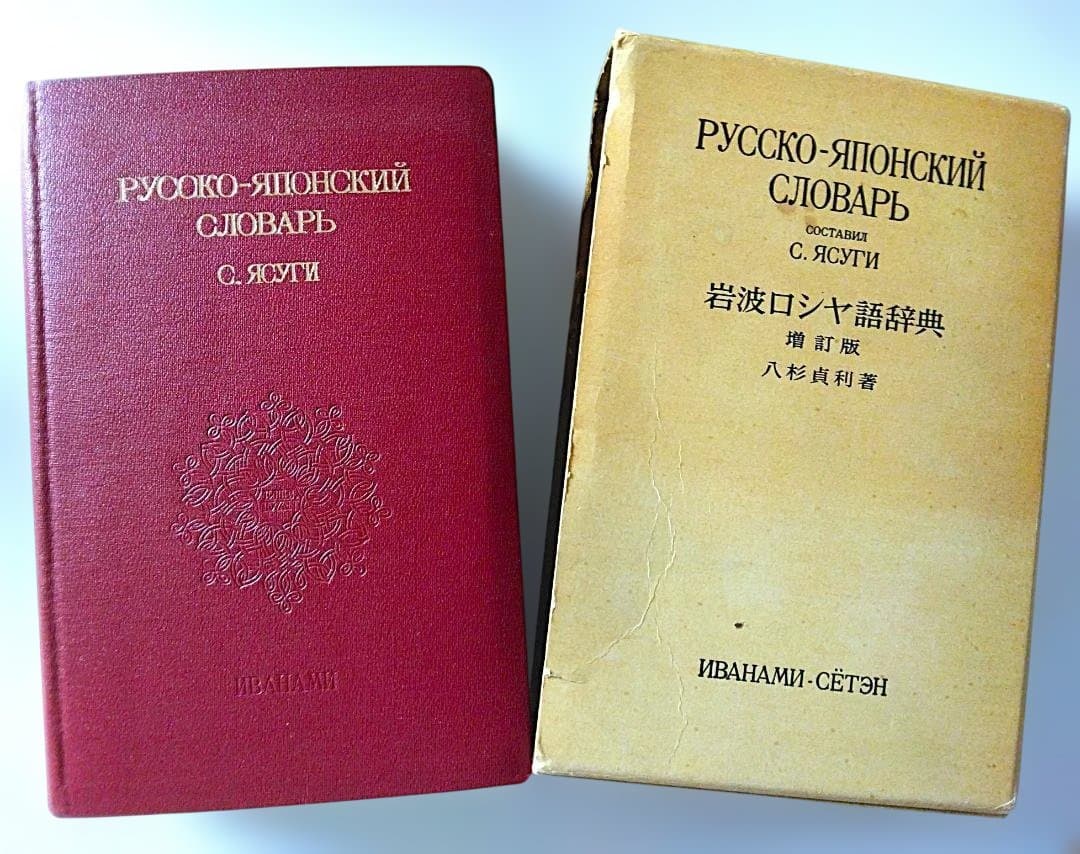 РУССКО-ЯПОНСКИЙ
СЛОВАРЬ
С. ЯСУГИ
ИВАНАМИ
РУССКО-ЯПОНСКИЙ
СЛОВАРЬ
СОСТАВИЛ
С. ЯСУГИ
岩波ロシヤ語辞典
増訂版
八杉貞利著
ИВАНАМИ-СЁТЭН